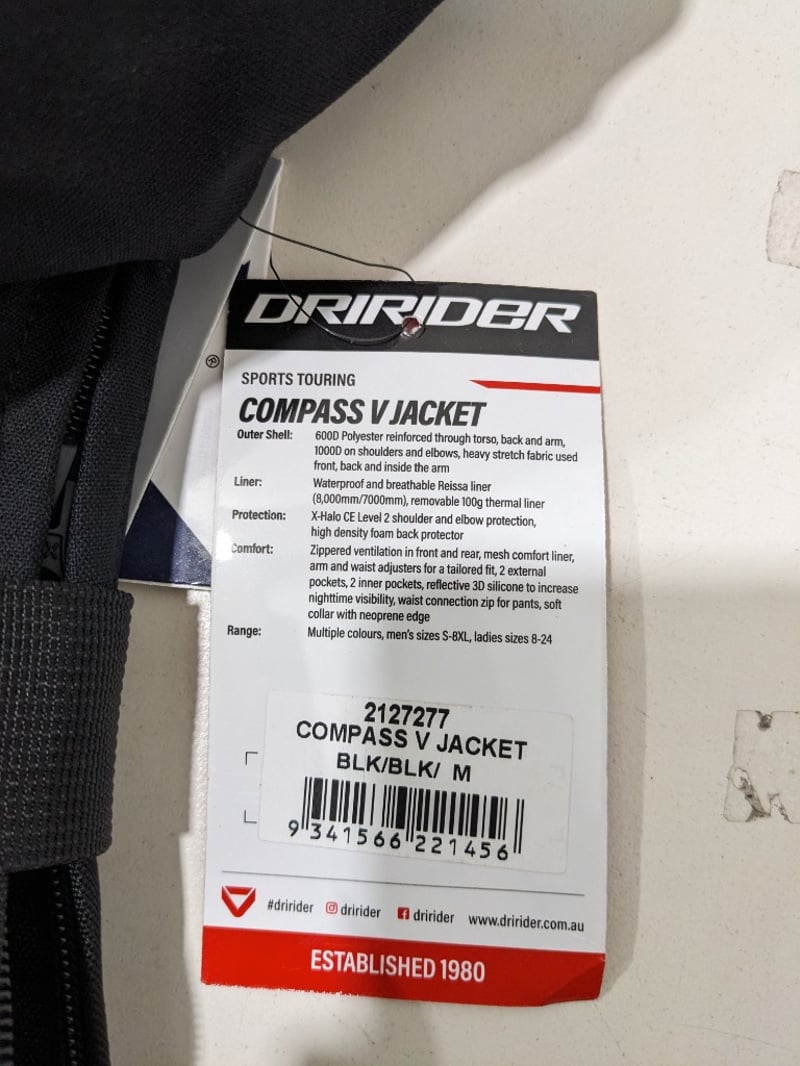 DRIRIDER
®
SPORTS TOURING
COMPASS V JACKET
Outer Shell: 600D Polyester reinforced through torso, back and arm,
1000D on shoulders and elbows, heavy stretch fabric used
front, back and inside the arm
Liner: Waterproof and breathable Reissa liner
(8,000mm/7000mm), removable 100g thermal liner
Protection: X-Halo CE Level 2 shoulder and elbow protection,
high density foam back protector
Comfort: Zippered ventilation in front and rear, mesh comfort liner,
arm and waist adjusters for a tailored fit, 2 external
pockets, 2 inner pockets, reflective 3D silicone to increase
nighttime visibility, waist connection zip for pants, soft
collar with neoprene edge
Range: Multiple colours, men's sizes S-8XL, ladies sizes 8-24
2127277
COMPASS V JACKET
BLK/BLK/ M
9 341566 221456
#dririder dririder dririder www.dririder.com.au
ESTABLISHED 1980